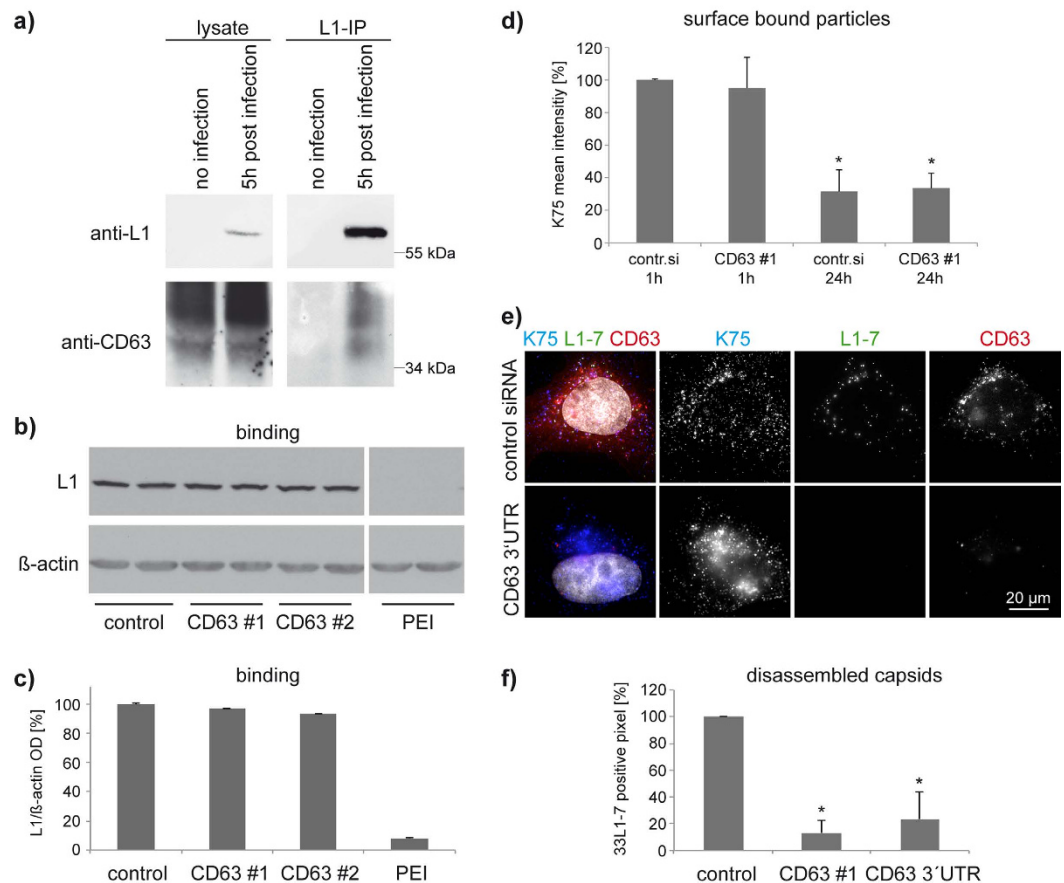 a)
lysate
L1-IP
no infection
5h post infection
no infection
5h post infection
anti-L1
55 kDa
anti-CD63
34 kDa
b)
binding
L1
ß-actin
control
CD63 #1
CD63 #2
PEI
c)
binding
L1/ß-actin OD [%]
100
80
60
40
20
0
control
CD63 #1
CD63 #2
PEI
d)
surface bound particles
K75 mean intensitiy [%]
120
100
80
60
40
20
0
*
*
contr.si
1h
CD63 #1
1h
contr.si
24h
CD63 #1
24h
e)
K75 L1-7 CD63
K75
L1-7
CD63
control siRNA
CD63 3'UTR
20 µm
f)
disassembled capsids
33L1-7 positive pixel [%]
120
100
80
60
40
20
0
*
*
control
CD63 #1
CD63 3´UTR